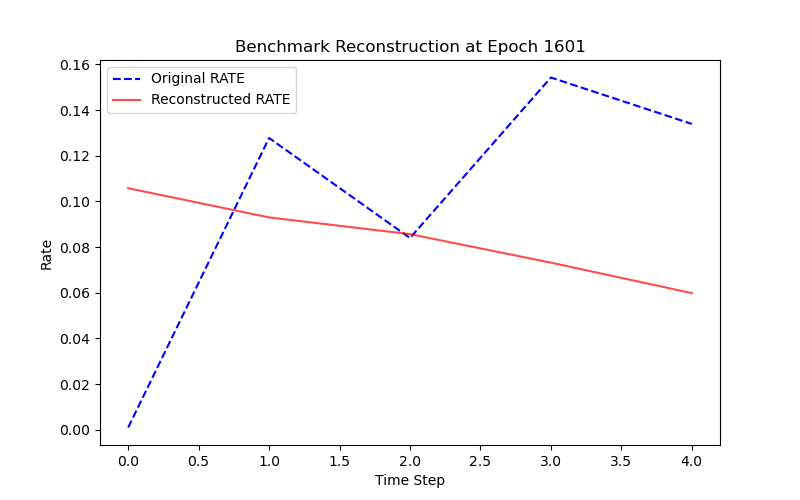 Benchmark Reconstruction at Epoch 1601
Original RATE
Reconstructed RATE
0.16
0.14
0.12
0.10
0.08
0.06
0.04
0.02
0.00
Rate
0.0 0.5 1.0 1.5 2.0 2.5 3.0 3.5 4.0
Time Step